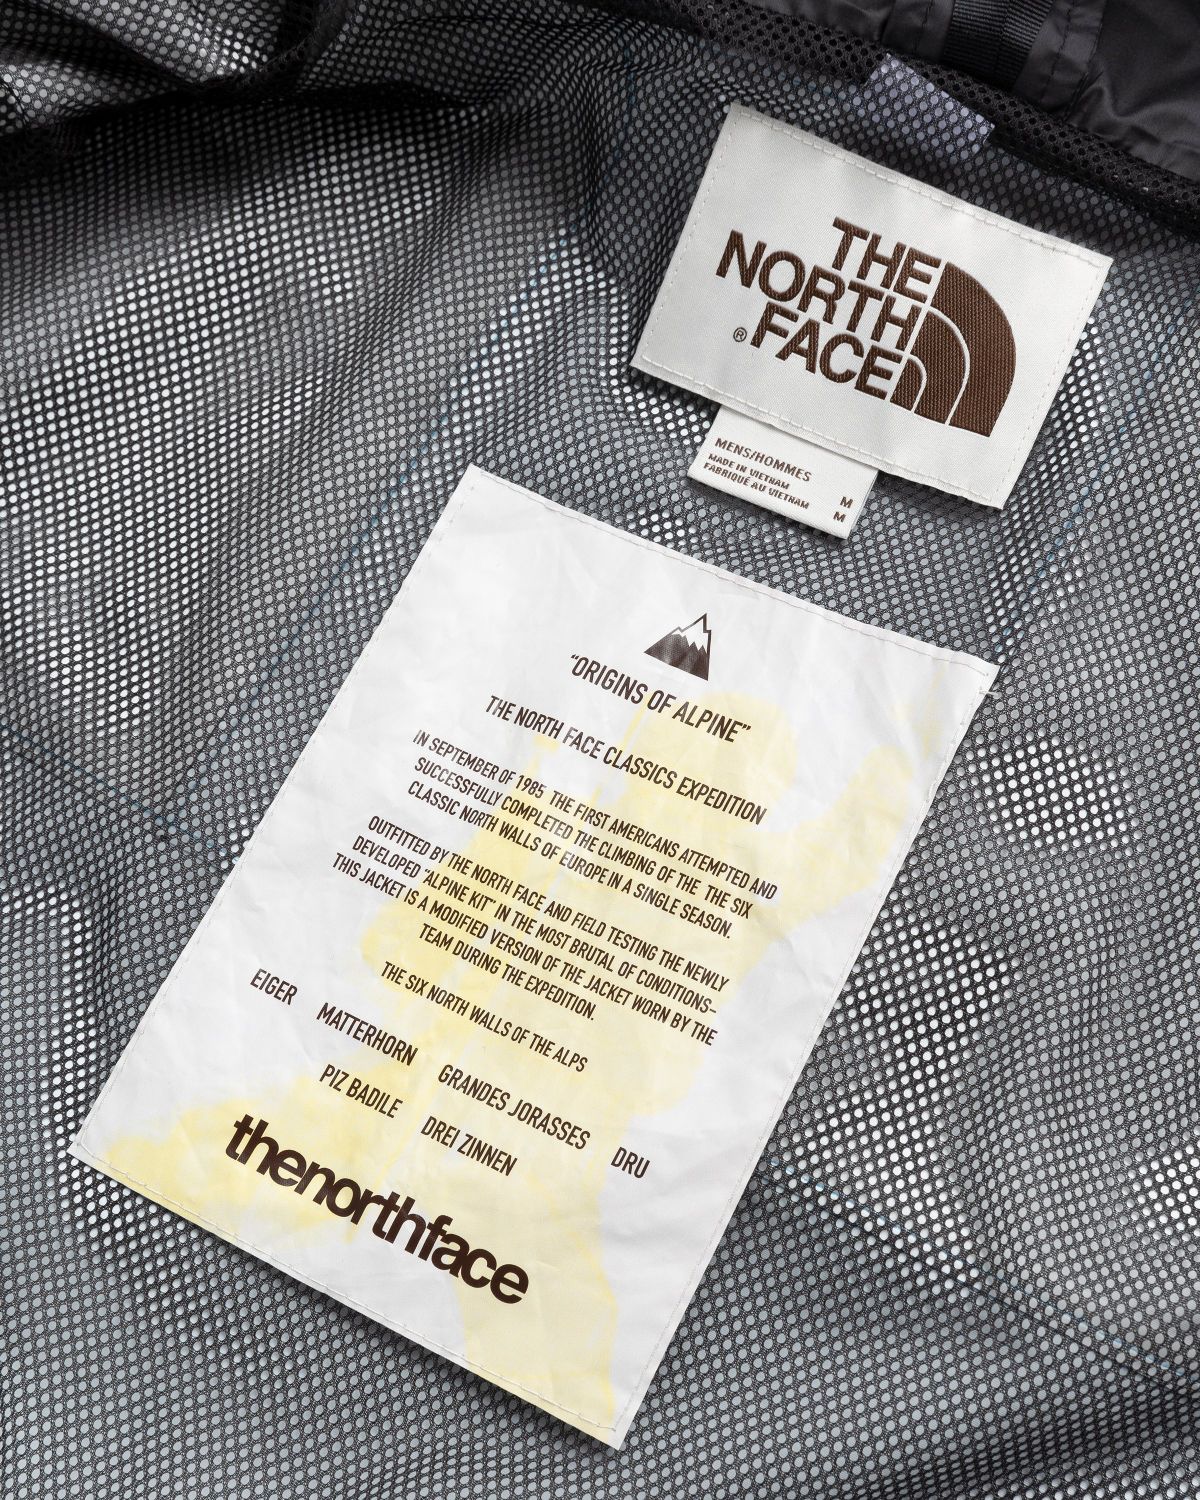 THE
NORTH
FACE
®
MENS/HOMMES
MADE IN VIETNAM M
FABRIQUÉ AU VIETNAM M
"ORIGINS OF ALPINE"
THE NORTH FACE CLASSICS EXPEDITION
IN SEPTEMBER OF 1985 THE FIRST AMERICANS ATTEMPTED AND
SUCCESSFULLY COMPLETED THE CLIMBING OF THE THE SIX
CLASSIC NORTH WALLS OF EUROPE IN A SINGLE SEASON.
OUTFITTED BY THE NORTH FACE AND FIELD TESTING THE NEWLY
DEVELOPED "ALPINE KIT" IN THE MOST BRUTAL OF CONDITIONS–
THIS JACKET IS A MODIFIED VERSION OF THE JACKET WORN BY THE
TEAM DURING THE EXPEDITION.
THE SIX NORTH WALLS OF THE ALPS
EIGER MATTERHORN GRANDES JORASSES DRU
PIZ BADILE DREI ZINNEN
thenorthface